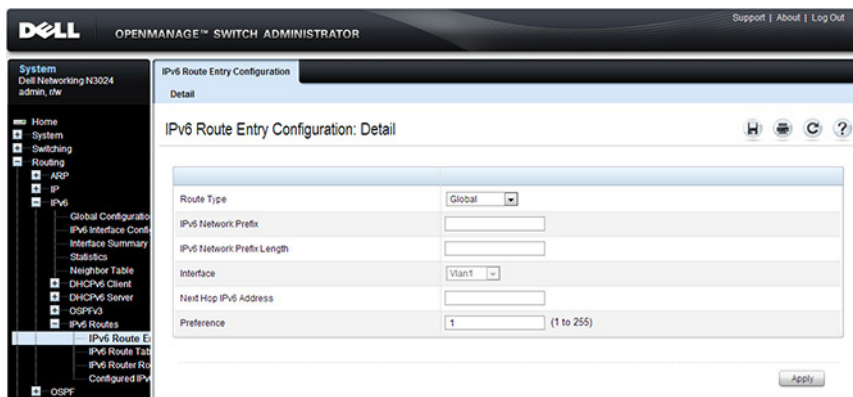 Support | About | Log Out
DELL
OPENMANAGE™ SWITCH ADMINISTRATOR
System
Dell Networking N3024
admin, r/w
Home
System
Switching
Routing
ARP
IP
IPv6
Global Configuratio
IPv6 Interface Confi
Interface Summary
Statistics
Neighbor Table
DHCPv6 Client
DHCPv6 Server
OSPFv3
IPv6 Routes
IPv6 Route E
IPv6 Route Tab
IPv6 Router Ro
Configured IPv
OSPF
IPv6 Route Entry Configuration
Detail
IPv6 Route Entry Configuration: Detail
?
Route Type Global
IPv6 Network Prefix
IPv6 Network Prefix Length
Interface Vlan1
Next Hop IPv6 Address
Preference 1 (1 to 255)
Apply